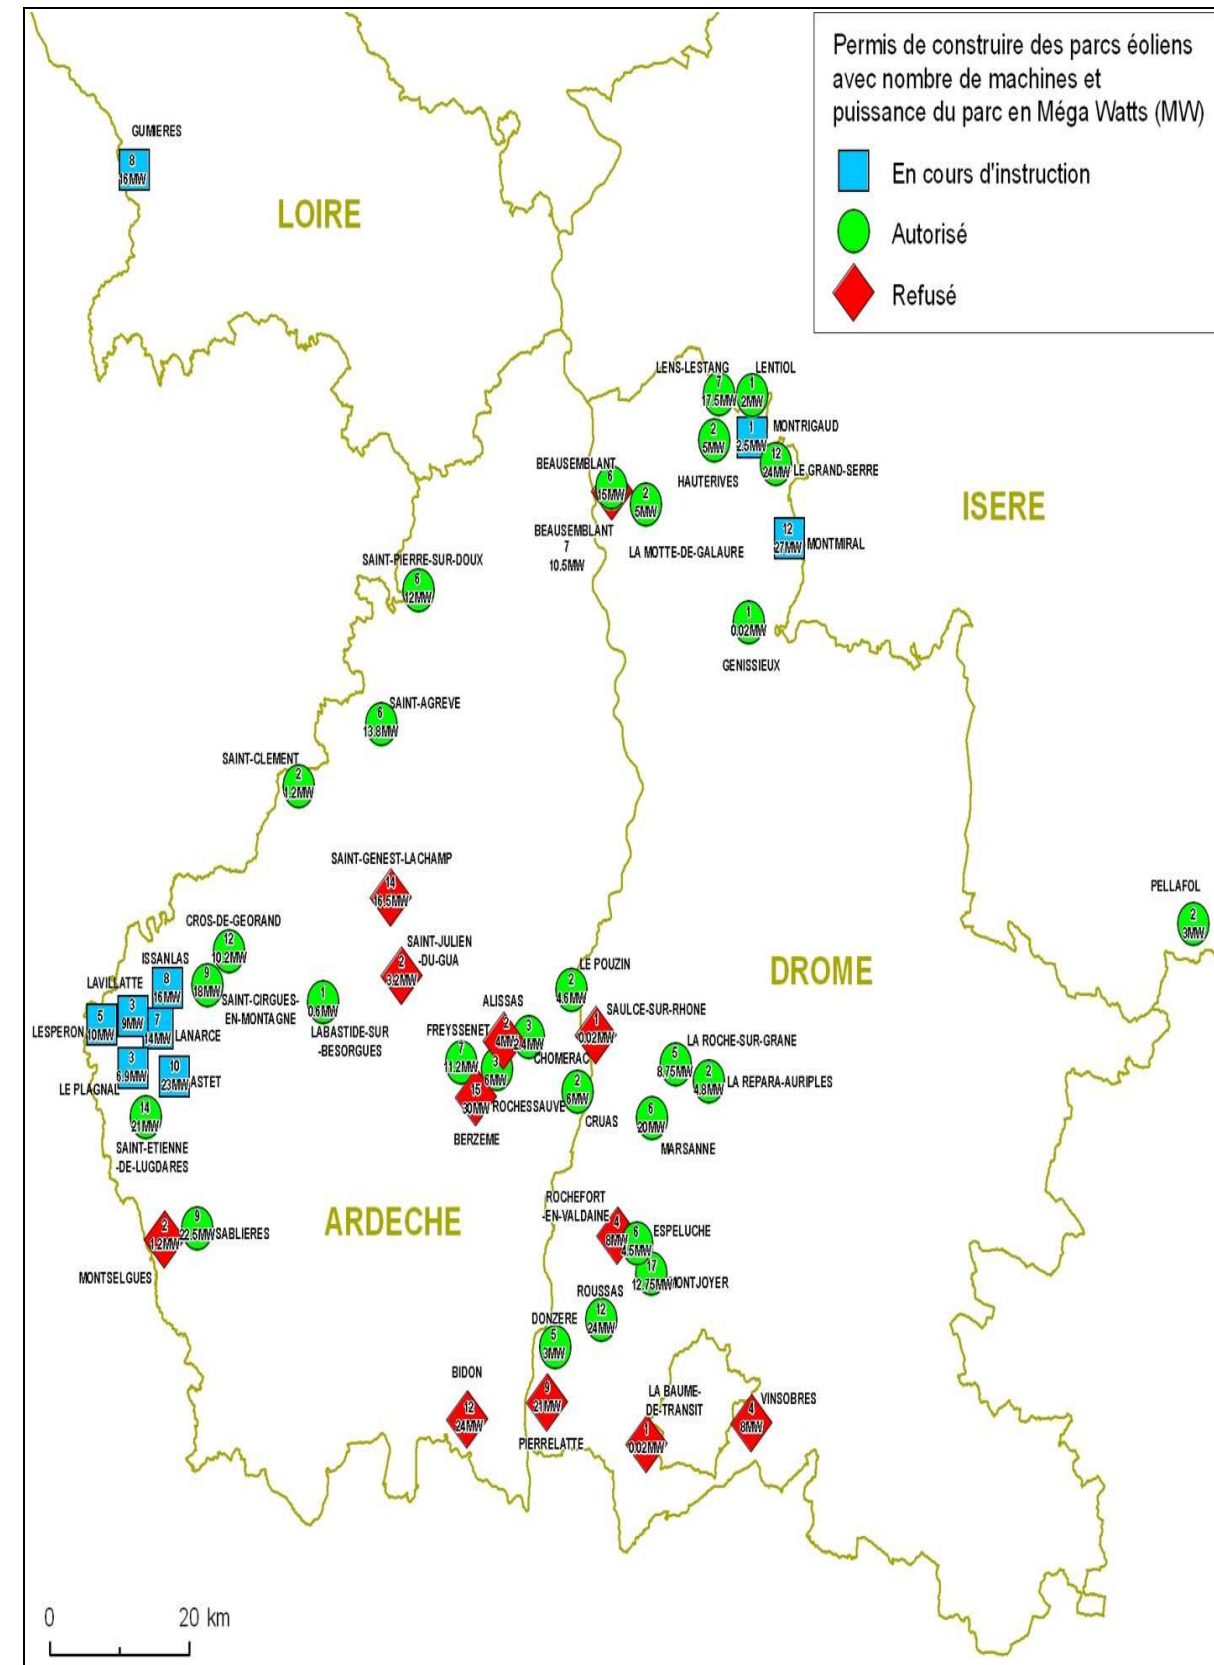 Permis de construire des parcs éoliens
avec nombre de machines et
puissance du parc en Méga Watts (MW)
En cours d'instruction
Autorisé
Refusé
GUMIERES
8
16MW
LOIRE
LENS-LESTANG
7
17.5MW
LENTIOL
1
2MW
MONTRIGAUD
1
2.5MW
2
5MW
HAUTERIVES
12
24MW
LE GRAND-SERRE
BEAUSEMBLANT
6
15MW
2
5MW
LA MOTTE-DE-GALAURE
BEAUSEMBLANT
7
10.5MW
ISERE
12
27MW
MONTMIRAL
SAINT-PIERRE-SUR-DOUX
6
12MW
1
0.02MW
GENISSIEUX
SAINT-AGREVE
6
13.8MW
SAINT-CLEMENT
2
1.2MW
SAINT-GENEST-LACHAMP
14
16.5MW
PELLAFOL
2
3MW
CROS-DE-GEORAND
12
10.2MW
SAINT-JULIEN
-DU-GUA
2
3.2MW
ISSANLAS
8
16MW
9
18MW
SAINT-CIRGUES-
EN-MONTAGNE
LAVILLATTE
3
9MW
LESPERON
5
10MW
7
14MW
LANARCE
1
0.6MW
LABASTIDE-SUR
-BESORGUES
LE POUZIN
2
4.6MW
DROME
ALISSAS
2
4MW
3
2.4MW
CHOMERAC
SAULCE-SUR-RHONE
1
0.02MW
FREYSSENET
7
11.2MW
3
6MW
ROCHESSAUVE
LA ROCHE-SUR-GRANE
5
8.75MW
2
4.8MW
LA REPARA-AURIPLES
3
6.9MW
LE PLAGNAL
10
23MW
ASTET
15
30MW
BERZEME
2
6MW
CRUAS
6
20MW
MARSANNE
14
21MW
SAINT-ETIENNE
-DE-LUGDARES
ARDECHE
ROCHEFORT
-EN-VALDAINE
4
8MW
ESPELUCHE
6
4.5MW
9
22.5MW
SABLIERES
2
1.2MW
MONTSELGUES
17
12.75MW
MONTJOYER
ROUSSAS
12
24MW
DONZERE
5
3MW
BIDON
12
24MW
9
21MW
PIERRELATTE
LA BAUME-
DE-TRANSIT
1
0.02MW
VINSOBRES
4
8MW
0
20 km